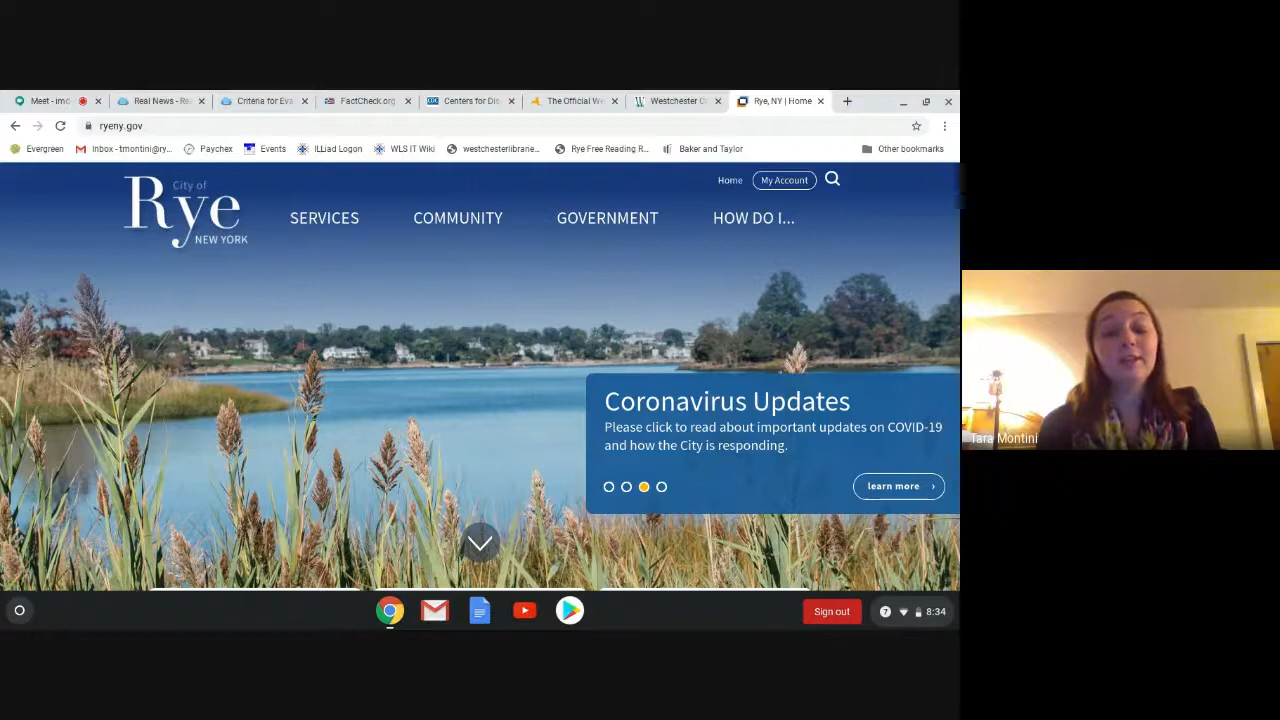 Meet - imd
Real News - Re
Criteria for Eva
FactCheck.org
Centers for Dis
The Official We
Westchester C
Rye, NY | Home
ryeny.gov
Evergreen
Inbox - tmontini@ry...
Paychex
Events
ILLiad Logon
WLS IT Wiki
westchesterlibrarie...
Rye Free Reading R...
Baker and Taylor
Other bookmarks
Home
My Account
City of
Rye
NEW YORK
SERVICES
COMMUNITY
GOVERNMENT
HOW DO I...
Coronavirus Updates
Please click to read about important updates on COVID-19
and how the City is responding.
learn more
Tara Montini
Sign out
7
8:34